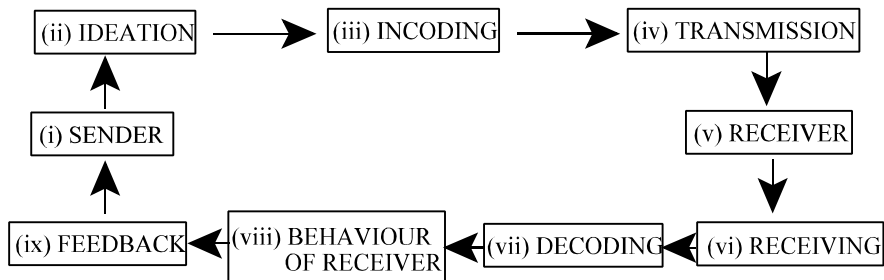 (ii) IDEATION
(iii) INCODING
(iv) TRANSMISSION
(i) SENDER
(v) RECEIVER
(ix) FEEDBACK
(viii) BEHAVIOUR
OF RECEIVER
(vii) DECODING
(vi) RECEIVING